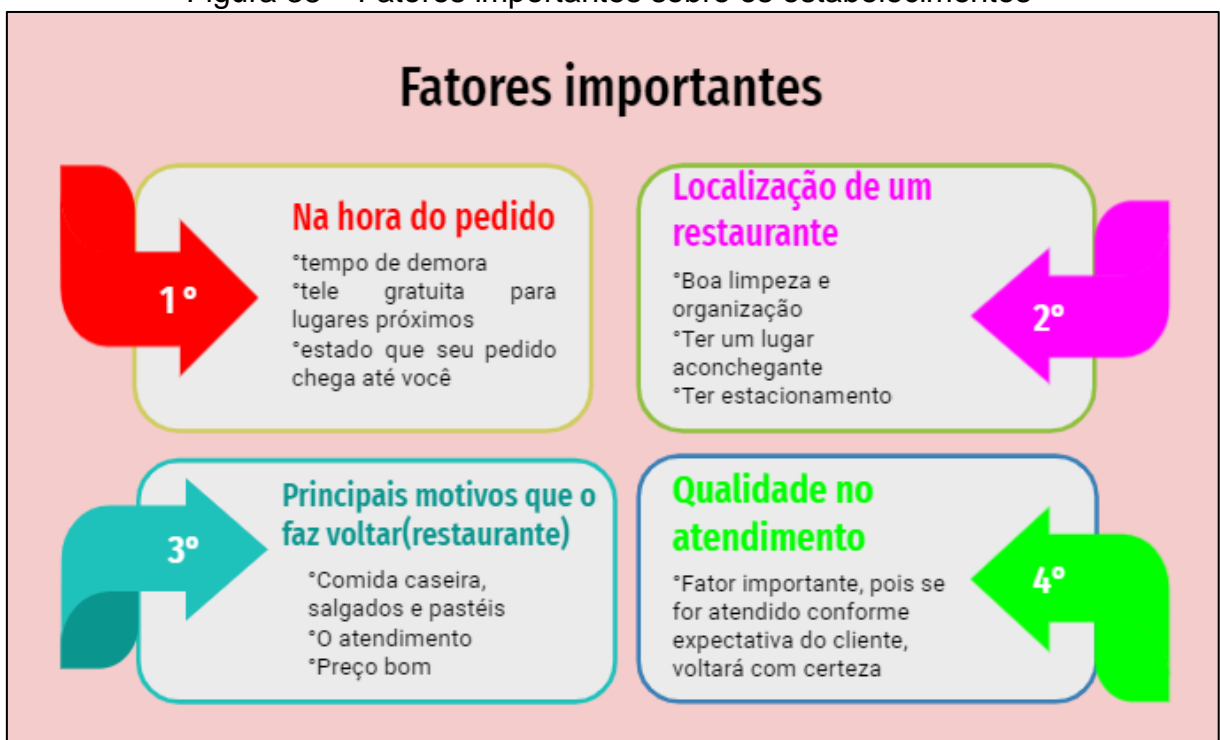 Fatores importantes
1º
Na hora do pedido
°tempo de demora
°tele gratuita para
lugares próximos
°estado que seu pedido
chega até você
Localização de um
restaurante
°Boa limpeza e
organização
°Ter um lugar
aconchegante
°Ter estacionamento
2°
3°
Principais motivos que o
faz voltar(restaurante)
°Comida caseira,
salgados e pastéis
°O atendimento
°Preço bom
Qualidade no
atendimento
°Fator importante, pois se
for atendido conforme
expectativa do cliente,
voltará com certeza
4°